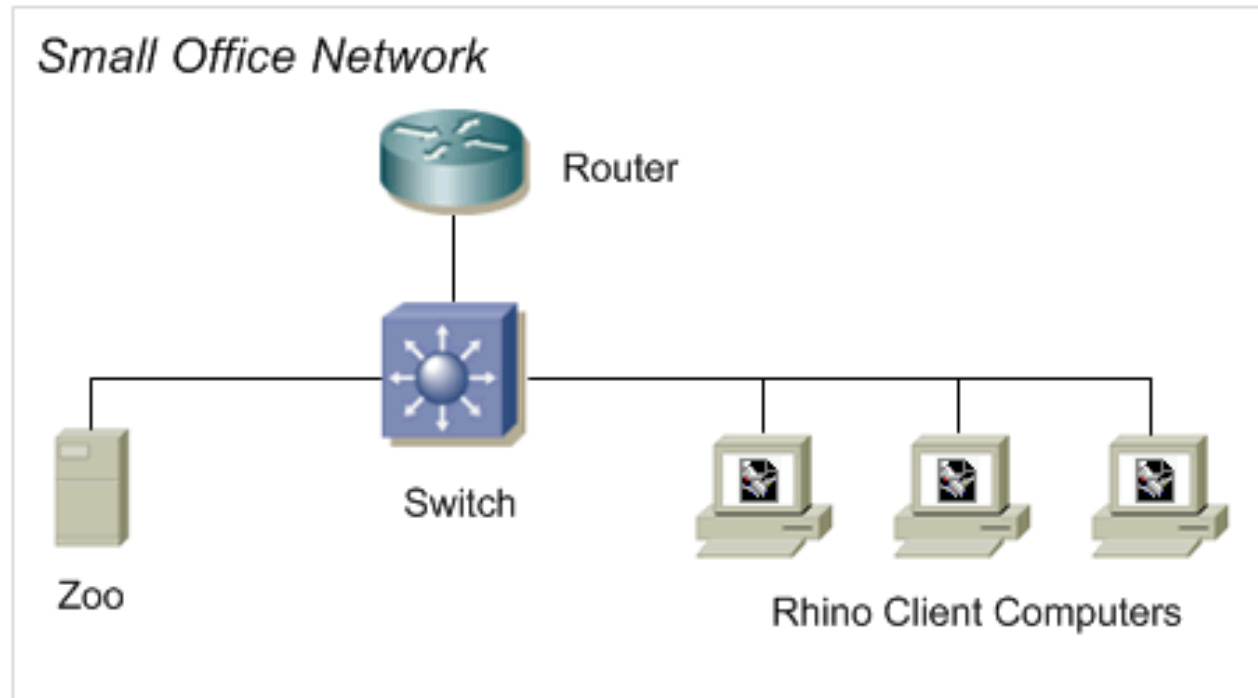 Small Office Network
Router
Switch
Zoo
Rhino Client Computers